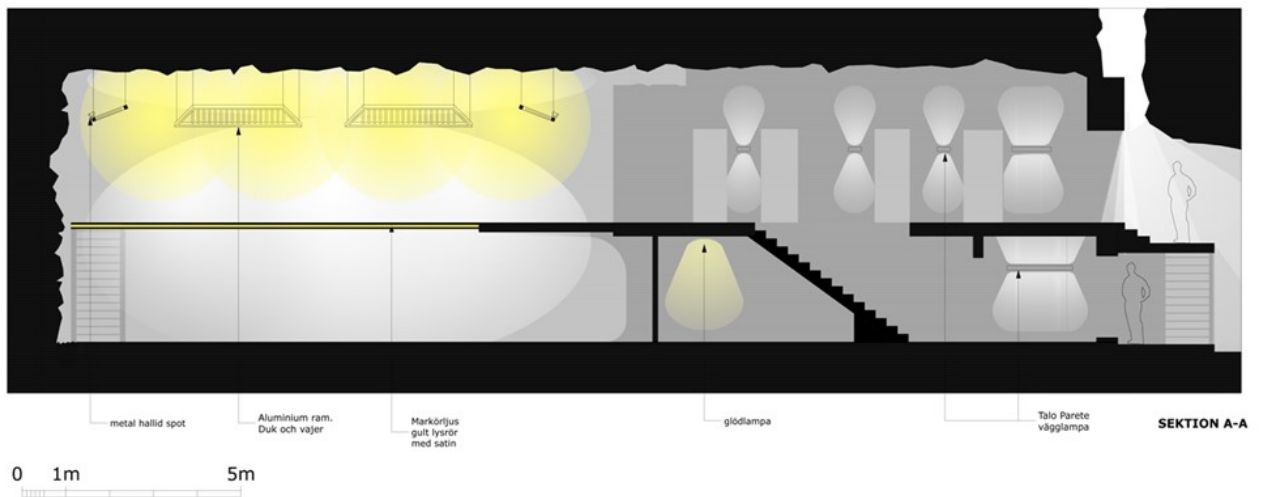 metal hallid spot
Aluminium ram.
Duk och vajer
Markörljus
gult lysrör
med satin
glödlampa
Talo Parete
vägglampa
SEKTION A-A
0 1m 5m